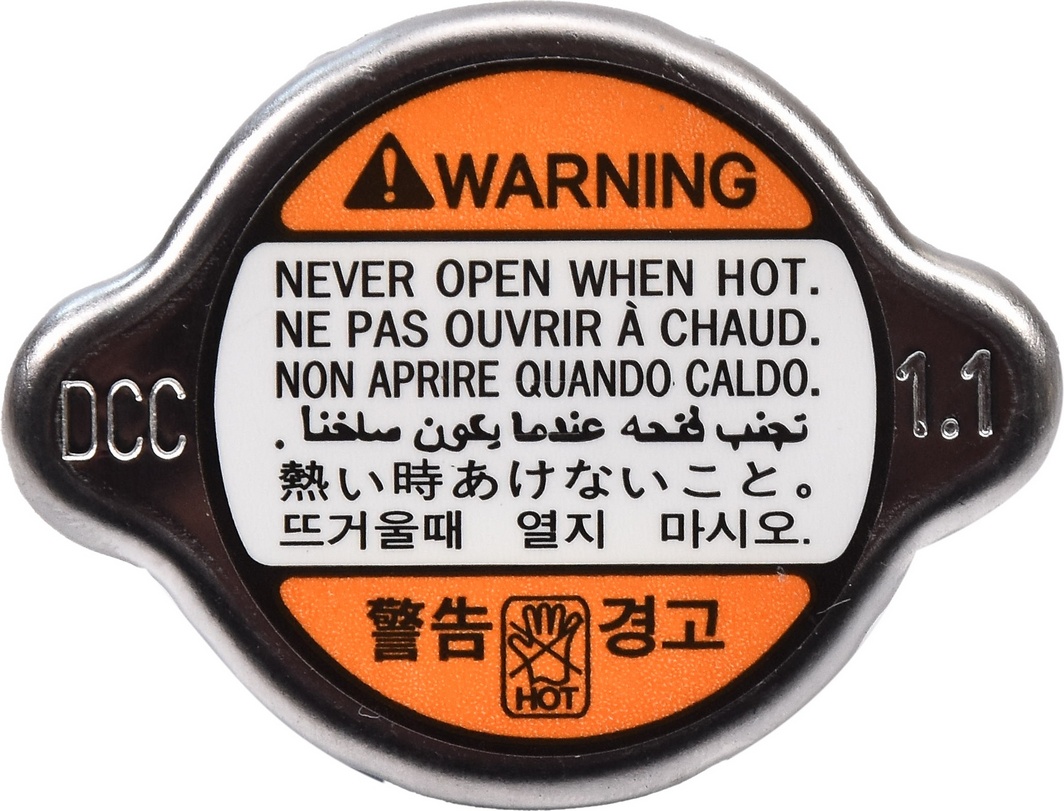 WARNING
NEVER OPEN WHEN HOT.
NE PAS OUVRIR À CHAUD.
NON APRIRE QUANDO CALDO.
تجنب فتحه عندما يكون ساخنا .
熱い時あけないこと。
뜨거울때 열지 마시오.
DCC
1.1
警告 경고
HOT